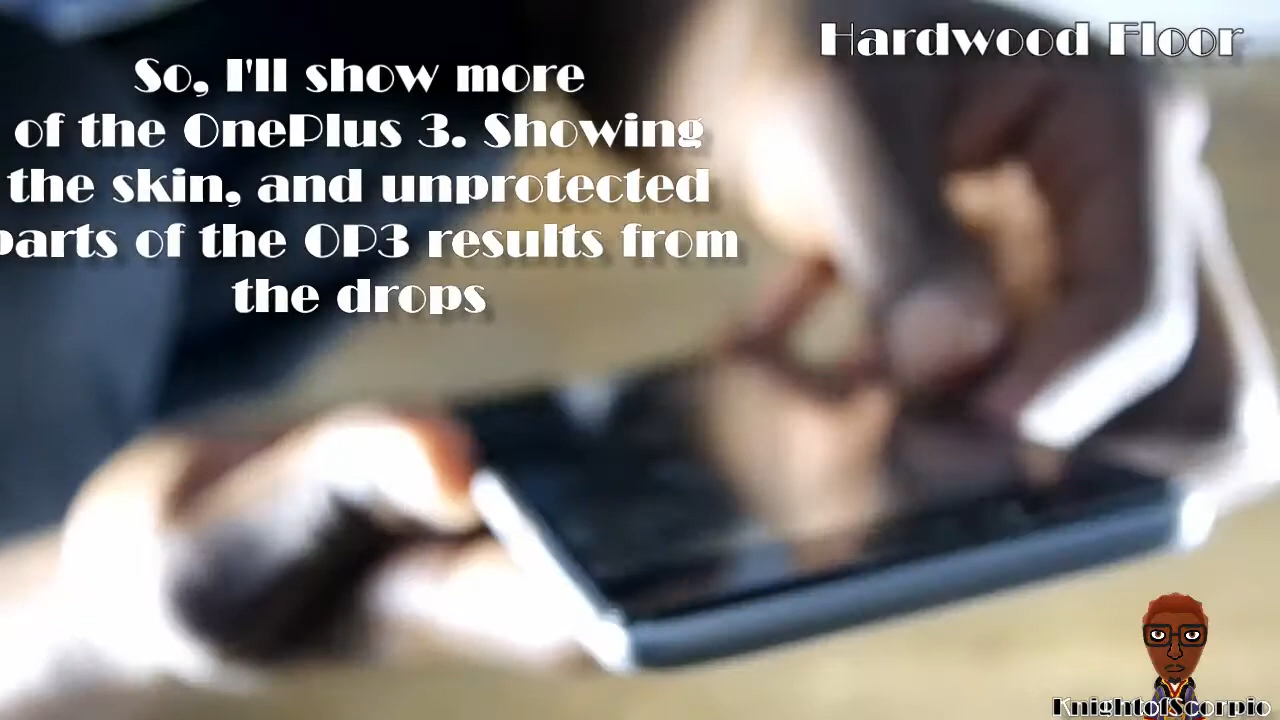 Hardwood Floor
So, I'll show more
of the OnePlus 3. Showing
the skin, and unprotected
parts of the OP3 results from
the drops
KnightofScorpio